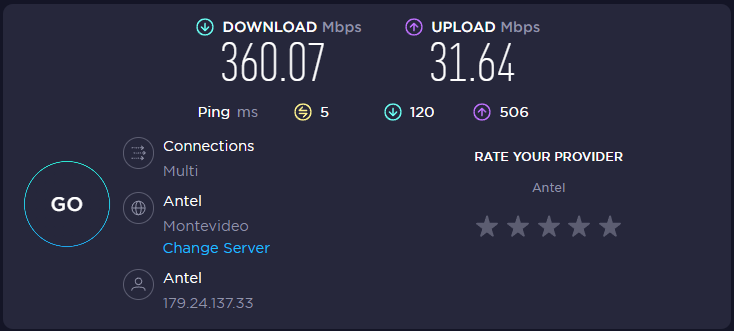 DOWNLOAD Mbps
360.07
UPLOAD Mbps
31.64
Ping ms 5 120 506
GO
Connections
Multi
Antel
Montevideo
Change Server
Antel
179.24.137.33
RATE YOUR PROVIDER
Antel